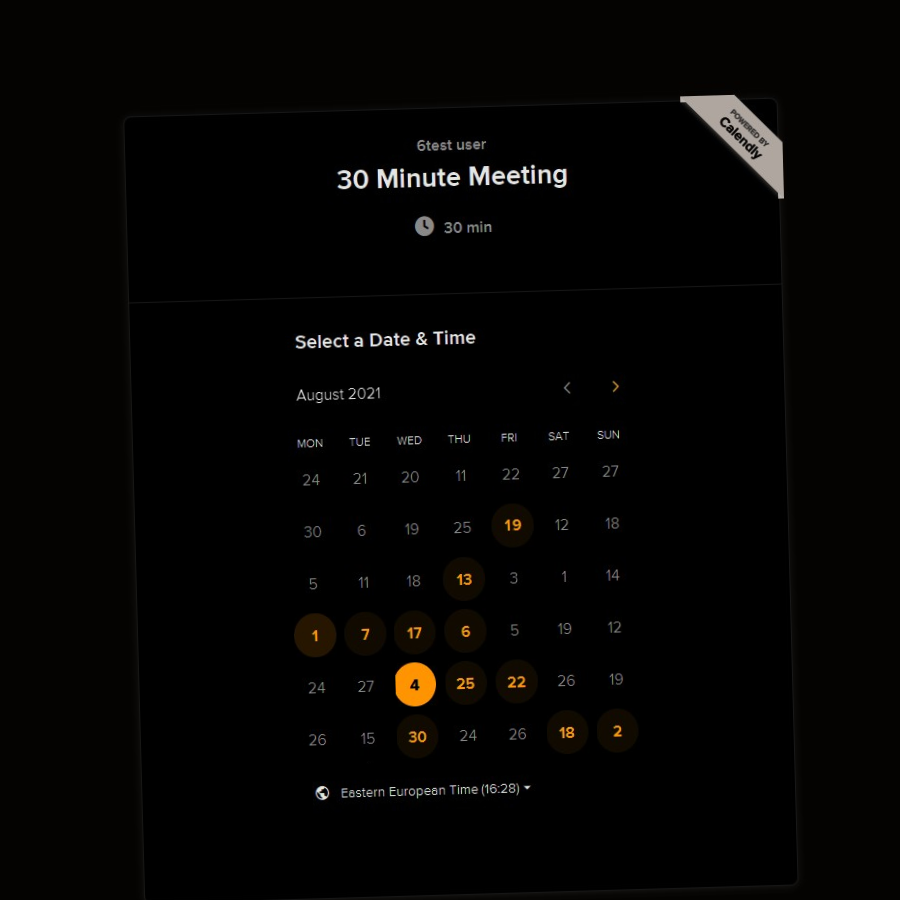 POWERED BY
Calendly
6test user
30 Minute Meeting
30 min
Select a Date & Time
August 2021
MON TUE WED THU FRI SAT SUN
24 21 20 11 22 27 27
30 6 19 25 19 12 18
5 11 18 13 3 1 14
1 7 17 6 5 19 12
24 27 4 25 22 26 19
26 15 30 24 26 18 2
Eastern European Time (16:28)